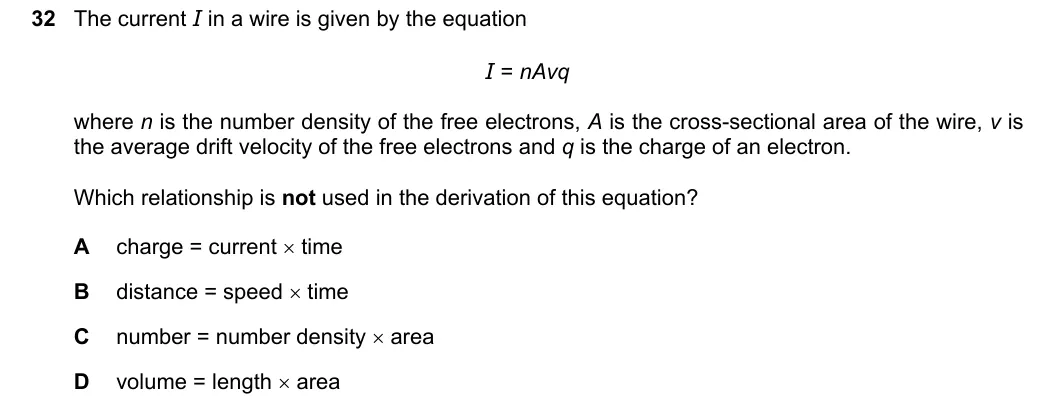 32 The current I in a wire is given by the equation
I = nAvq
where n is the number density of the free electrons, A is the cross-sectional area of the wire, v is
the average drift velocity of the free electrons and q is the charge of an electron.
Which relationship is not used in the derivation of this equation?
A charge = current × time
B distance = speed × time
C number = number density × area
D volume = length × area